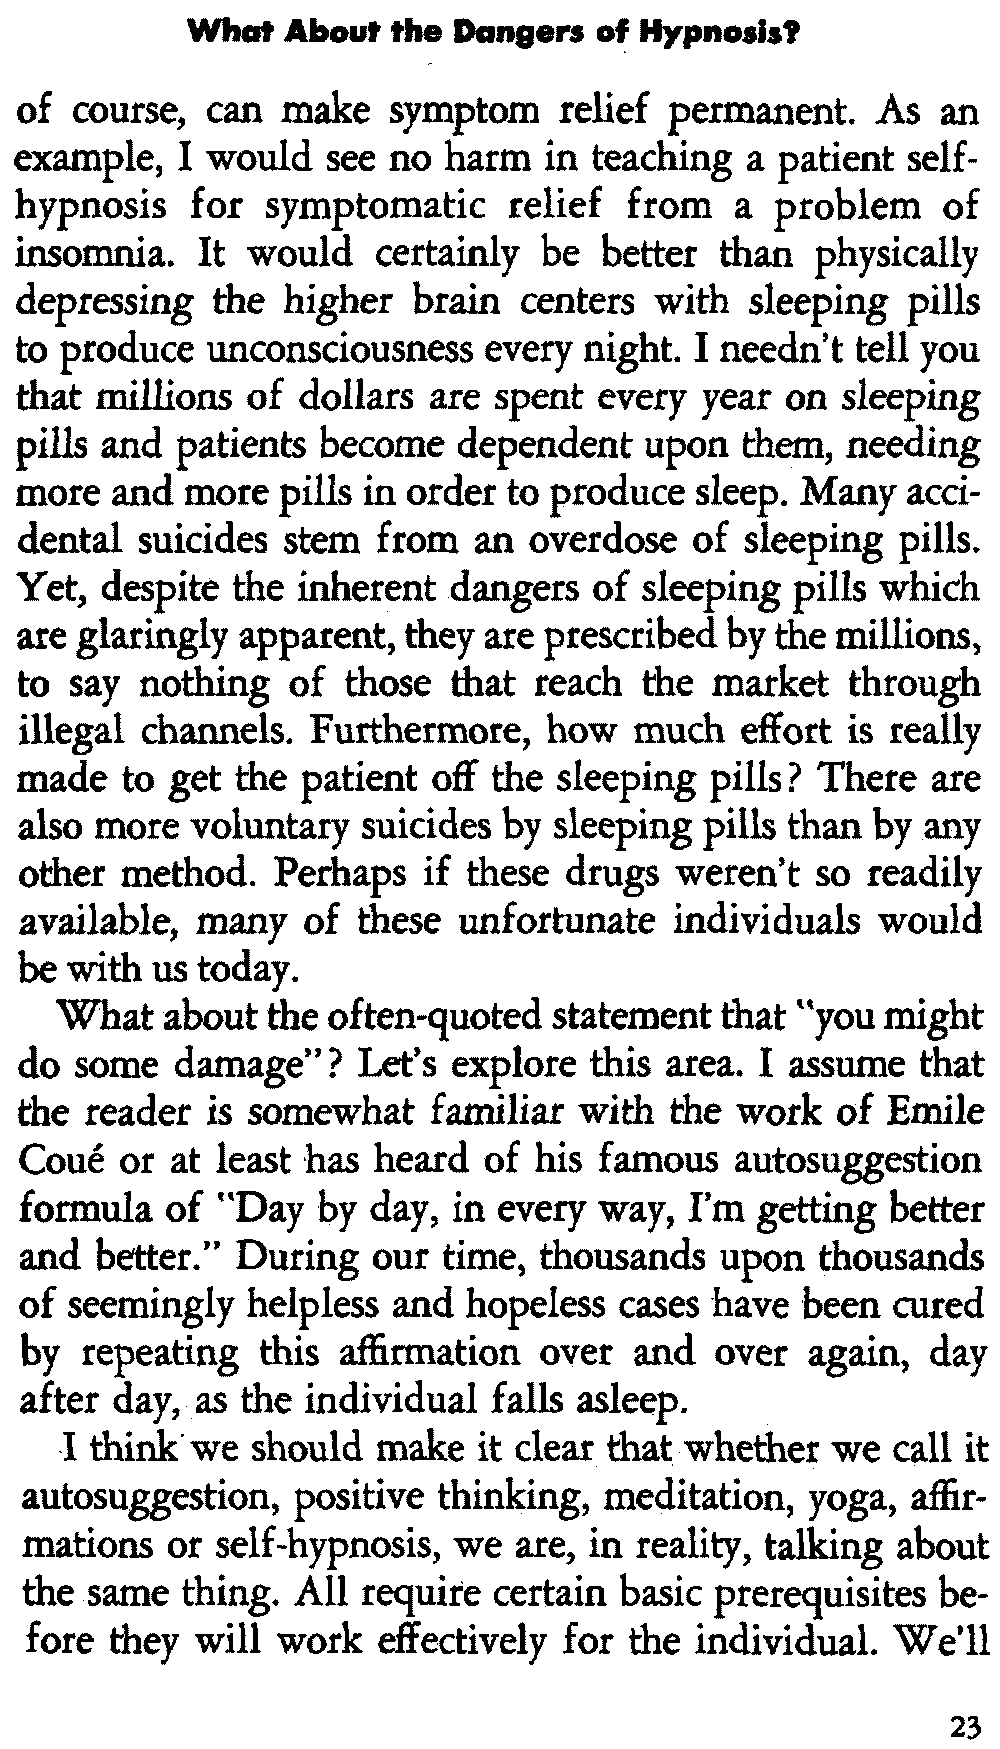 What About the Dangers of Hypnosis?
of course, can make symptom relief permanent. As an
example, I would see no harm in teaching a patient self-
hypnosis for symptomatic relief from a problem of
insomnia. It would certainly be better than physically
depressing the higher brain centers with sleeping pills
to produce unconsciousness every night. I needn't tell you
that millions of dollars are spent every year on sleeping
pills and patients become dependent upon them, needing
more and more pills in order to produce sleep. Many acci-
dental suicides stem from an overdose of sleeping pills.
Yet, despite the inherent dangers of sleeping pills which
are glaringly apparent, they are prescribed by the millions,
to say nothing of those that reach the market through
illegal channels. Furthermore, how much effort is really
made to get the patient off the sleeping pills? There are
also more voluntary suicides by sleeping pills than by any
other method. Perhaps if these drugs weren't so readily
available, many of these unfortunate individuals would
be with us today.
What about the often-quoted statement that "you might
do some damage"? Let's explore this area. I assume that
the reader is somewhat familiar with the work of Emile
Coué or at least has heard of his famous autosuggestion
formula of "Day by day, in every way, I'm getting better
and better." During our time, thousands upon thousands
of seemingly helpless and hopeless cases have been cured
by repeating this affirmation over and over again, day
after day, as the individual falls asleep.
I think we should make it clear that whether we call it
autosuggestion, positive thinking, meditation, yoga, affir-
mations or self-hypnosis, we are, in reality, talking about
the same thing. All require certain basic prerequisites be-
fore they will work effectively for the individual. We'll
23